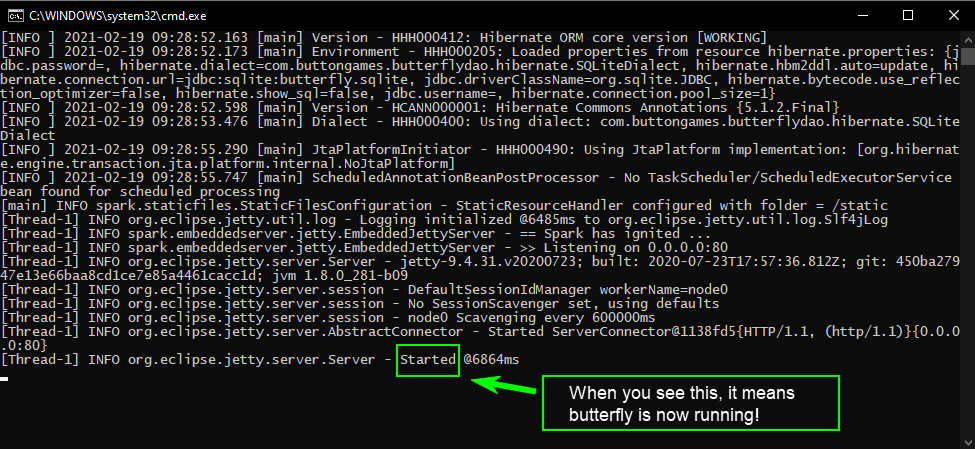 C:\WINDOWS\system32\cmd.exe
[INFO ] 2021-02-19 09:28:52.163 [main] Version - HHH000412: Hibernate ORM core version [WORKING]
[INFO ] 2021-02-19 09:28:52.173 [main] Environment - HHH000205: Loaded properties from resource hibernate.properties: {j
dbc.password=, hibernate.dialect=com.buttongames.butterflydao.hibernate.SQLiteDialect, hibernate.hbm2ddl.auto=update, hi
bernate.connection.url=jdbc:sqlite:butterfly.sqlite, jdbc.driverClassName=org.sqlite.JDBC, hibernate.bytecode.use_reflec
tion_optimizer=false, hibernate.show_sql=false, jdbc.username=, hibernate.connection.pool_size=1}
[INFO ] 2021-02-19 09:28:52.598 [main] Version - HCANN000001: Hibernate Commons Annotations {5.1.2.Final}
[INFO ] 2021-02-19 09:28:53.476 [main] Dialect - HHH000400: Using dialect: com.buttongames.butterflydao.hibernate.SQLite
Dialect
[INFO ] 2021-02-19 09:28:55.290 [main] JtaPlatformInitiator - HHH000490: Using JtaPlatform implementation: [org.hibernat
e.engine.transaction.jta.platform.internal.NoJtaPlatform]
[INFO ] 2021-02-19 09:28:55.747 [main] ScheduledAnnotationBeanPostProcessor - No TaskScheduler/ScheduledExecutorService
bean found for scheduled processing
[main] INFO spark.staticfiles.StaticFilesConfiguration - StaticResourceHandler configured with folder = /static
[Thread-1] INFO org.eclipse.jetty.util.log - Logging initialized @6485ms to org.eclipse.jetty.util.log.Slf4jLog
[Thread-1] INFO spark.embeddedserver.jetty.EmbeddedJettyServer - == Spark has ignited ...
[Thread-1] INFO spark.embeddedserver.jetty.EmbeddedJettyServer - >> Listening on 0.0.0.0:80
[Thread-1] INFO org.eclipse.jetty.server.Server - jetty-9.4.31.v20200723; built: 2020-07-23T17:57:36.812Z; git: 450ba279
47e13e66baa8cd1ce7e85a4461cacc1d; jvm 1.8.0_281-b09
[Thread-1] INFO org.eclipse.jetty.server.session - DefaultSessionIdManager workerName=node0
[Thread-1] INFO org.eclipse.jetty.server.session - No SessionScavenger set, using defaults
[Thread-1] INFO org.eclipse.jetty.server.session - node0 Scavenging every 600000ms
[Thread-1] INFO org.eclipse.jetty.server.AbstractConnector - Started ServerConnector@1138fd5{HTTP/1.1, (http/1.1)}{0.0.0
.0:80}
[Thread-1] INFO org.eclipse.jetty.server.Server - Started @6864ms
When you see this, it means
butterfly is now running!